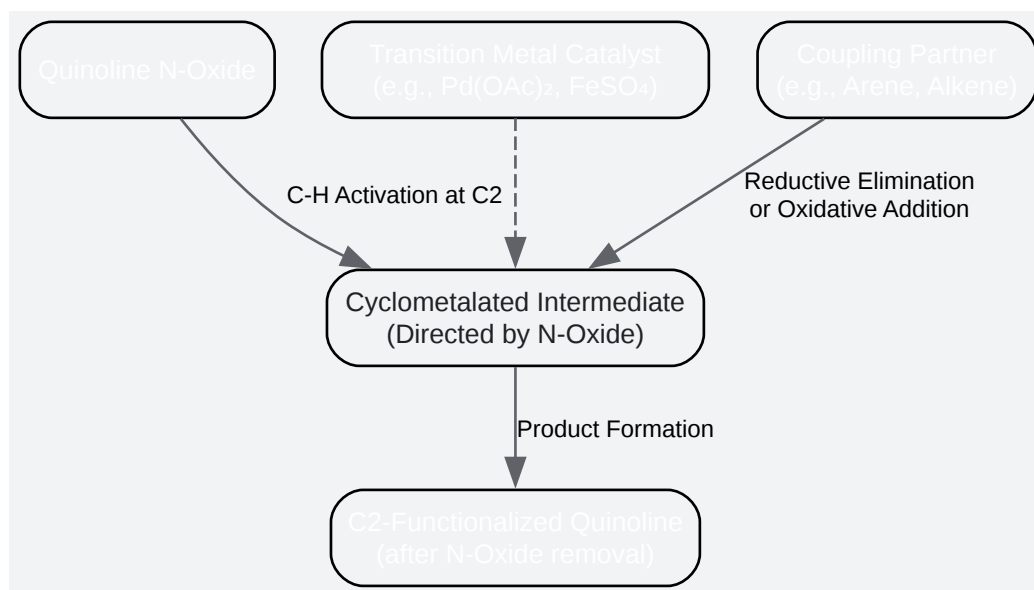 Quinoline N-Oxide
Transition Metal Catalyst
(e.g., Pd(OAc)₂, FeSO₄)
Coupling Partner
(e.g., Arene, Alkene)
C-H Activation at C2
Reductive Elimination
or Oxidative Addition
Cyclometalated Intermediate
(Directed by N-Oxide)
Product Formation
C2-Functionalized Quinoline
(after N-Oxide removal)